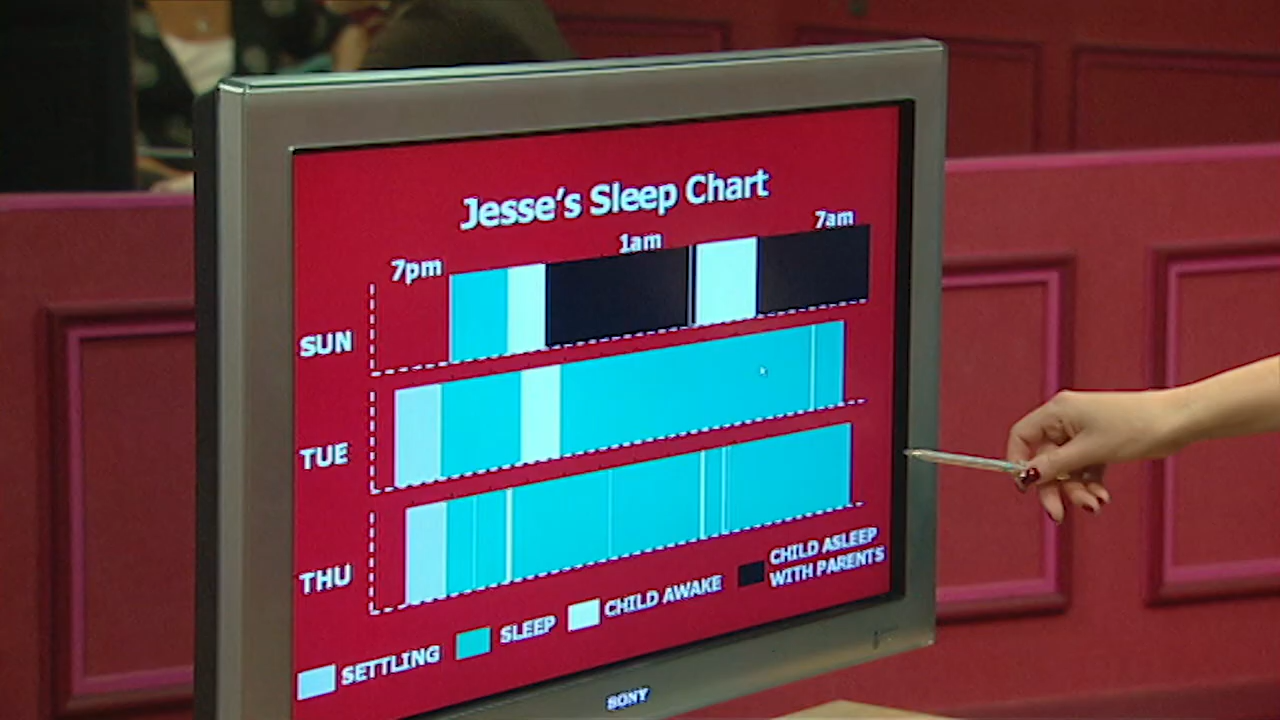 Jesse's Sleep Chart
7pm 1am 7am
SUN
TUE
THU
SETTLING SLEEP CHILD AWAKE CHILD ASLEEP
WITH PARENTS
SONY